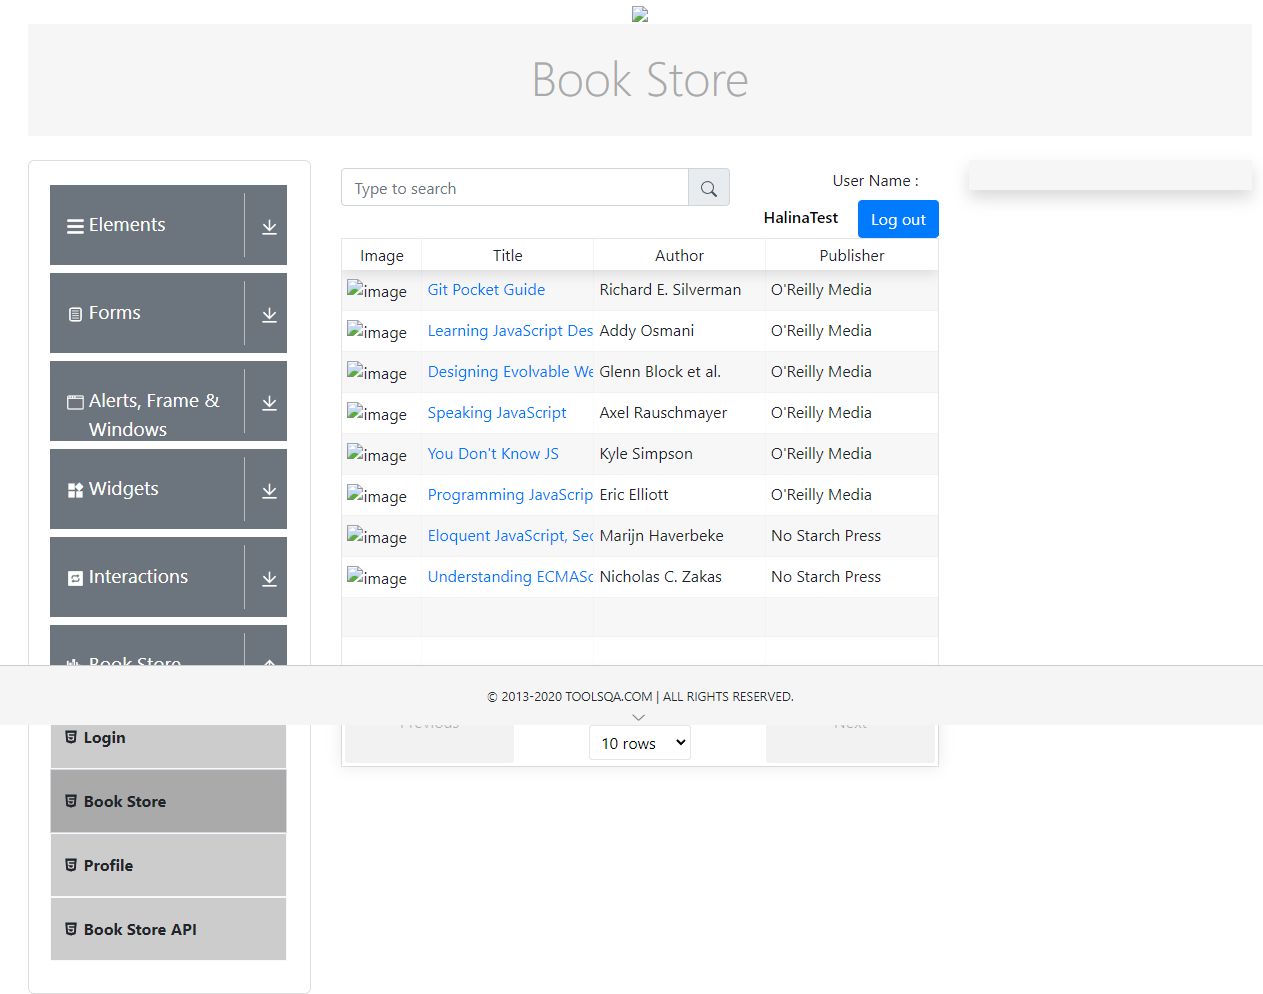 Book Store
Elements
Forms
Alerts, Frame &
Windows
Widgets
Interactions
Book Store
Login
Book Store
Profile
Book Store API
Type to search
User Name :
HalinaTest
Log out
Image Title Author Publisher
image Git Pocket Guide Richard E. Silverman O'Reilly Media
image Learning JavaScript Des Addy Osmani O'Reilly Media
image Designing Evolvable We Glenn Block et al. O'Reilly Media
image Speaking JavaScript Axel Rauschmayer O'Reilly Media
image You Don't Know JS Kyle Simpson O'Reilly Media
image Programming JavaScrip Eric Elliott O'Reilly Media
image Eloquent JavaScript, Sec Marijn Haverbeke No Starch Press
image Understanding ECMASc Nicholas C. Zakas No Starch Press
© 2013-2020 TOOLSQA.COM | ALL RIGHTS RESERVED.
Previous
10 rows
Next